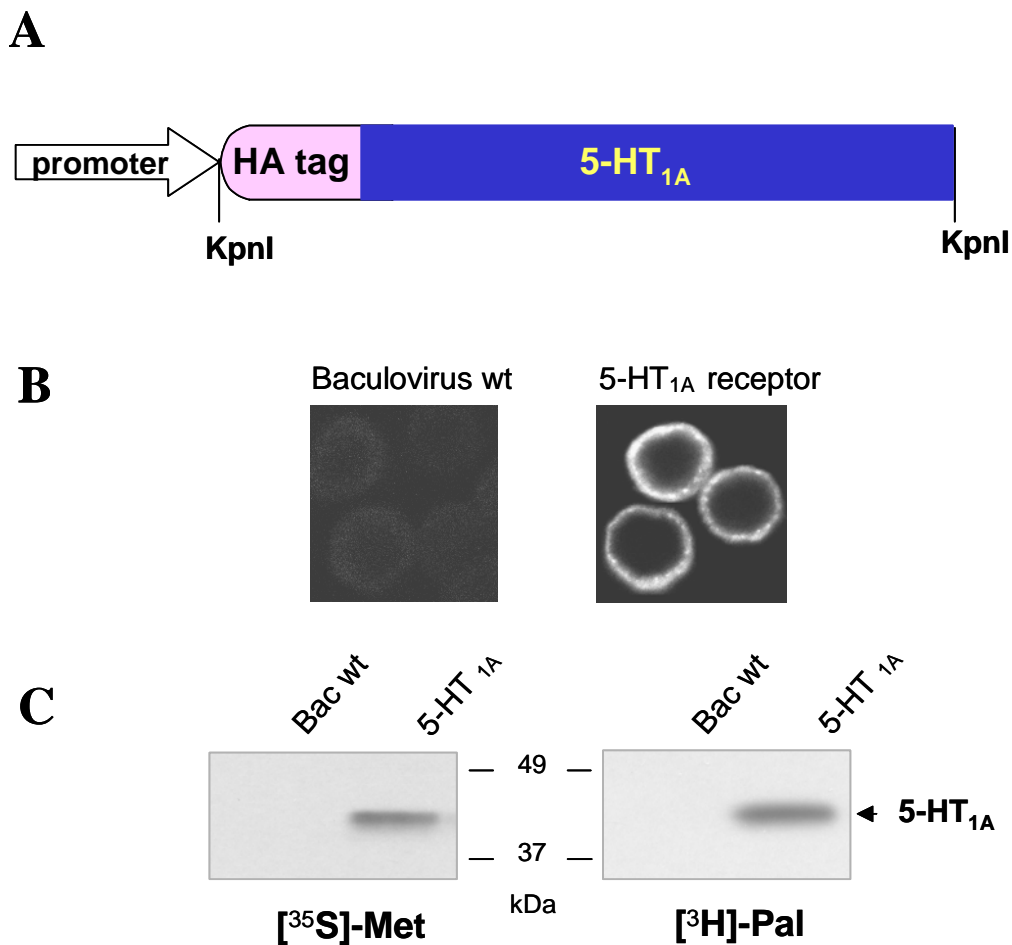 A
promoter
HA tag
5-HT1A
KpnI
KpnI
B
Baculovirus wt
5-HT1A receptor
C
Bac wt
5-HT 1A
Bac wt
5-HT 1A
49
37
kDa
5-HT1A
[35S]-Met
[3H]-Pal